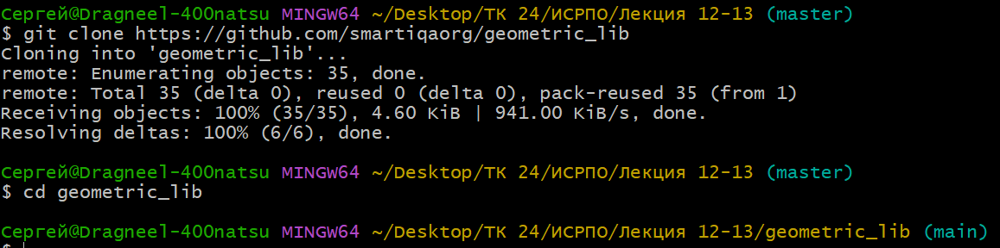 Сергей@Dragneel-400natsu MINGW64 ~/Desktop/ТК 24/ИСРПО/Лекция 12-13 (master)
$ git clone https://github.com/smartiqaorg/geometric_lib
Cloning into 'geometric_lib'...
remote: Enumerating objects: 35, done.
remote: Total 35 (delta 0), reused 0 (delta 0), pack-reused 35 (from 1)
Receiving objects: 100% (35/35), 4.60 KiB | 941.00 KiB/s, done.
Resolving deltas: 100% (6/6), done.
Сергей@Dragneel-400natsu MINGW64 ~/Desktop/ТК 24/ИСРПО/Лекция 12-13 (master)
$ cd geometric_lib
Сергей@Dragneel-400natsu MINGW64 ~/Desktop/ТК 24/ИСРПО/Лекция 12-13/geometric_lib (main)
$